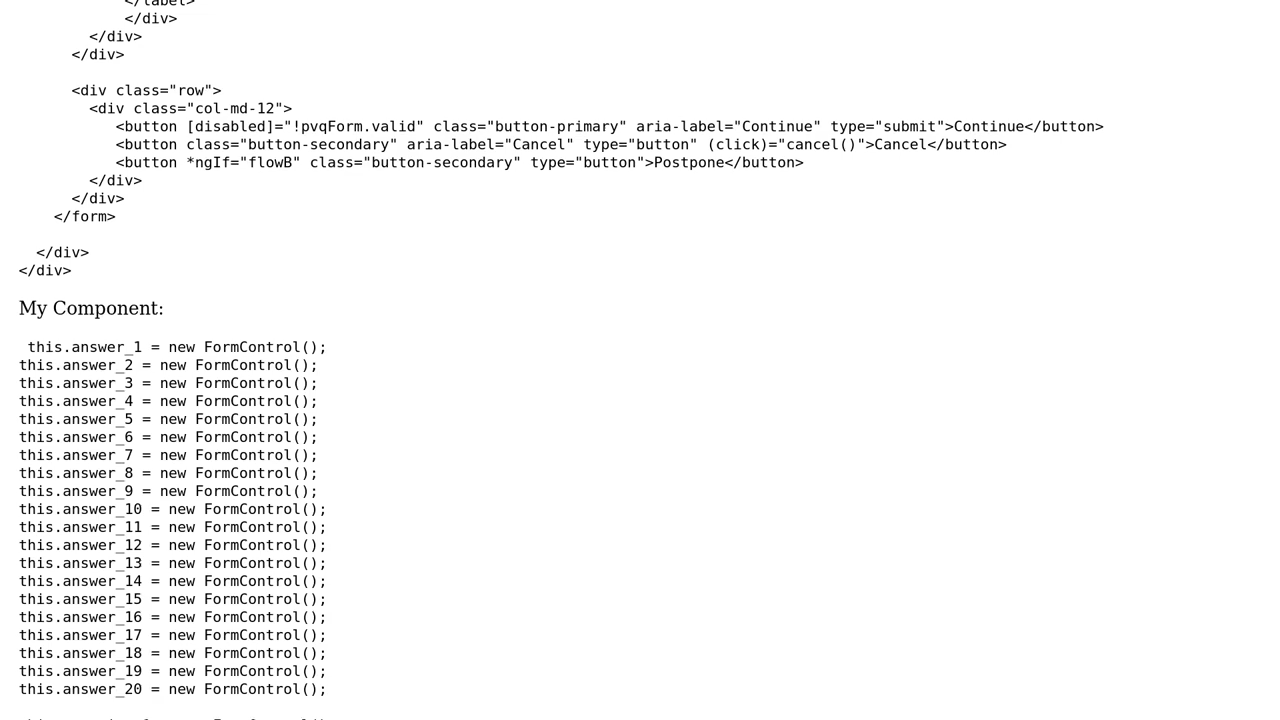 </label>
</div>
</div>
</div>
<div class="row">
<div class="col-md-12">
<button [disabled]="!pvqForm.valid" class="button-primary" aria-label="Continue" type="submit">Continue</button>
<button class="button-secondary" aria-label="Cancel" type="button" (click)="cancel()">Cancel</button>
<button *ngIf="flowB" class="button-secondary" type="button">Postpone</button>
</div>
</div>
</form>
</div>
</div>
My Component:
this.answer_1 = new FormControl();
this.answer_2 = new FormControl();
this.answer_3 = new FormControl();
this.answer_4 = new FormControl();
this.answer_5 = new FormControl();
this.answer_6 = new FormControl();
this.answer_7 = new FormControl();
this.answer_8 = new FormControl();
this.answer_9 = new FormControl();
this.answer_10 = new FormControl();
this.answer_11 = new FormControl();
this.answer_12 = new FormControl();
this.answer_13 = new FormControl();
this.answer_14 = new FormControl();
this.answer_15 = new FormControl();
this.answer_16 = new FormControl();
this.answer_17 = new FormControl();
this.answer_18 = new FormControl();
this.answer_19 = new FormControl();
this.answer_20 = new FormControl();